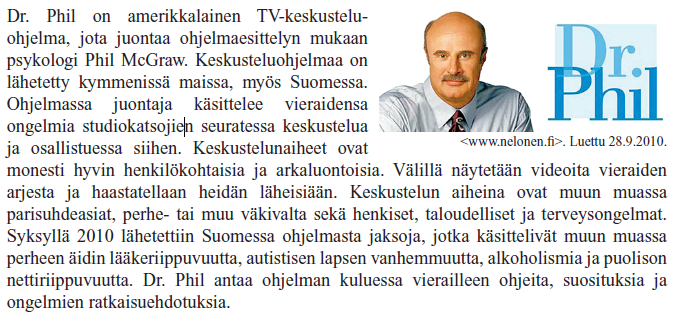 Dr. Phil on amerikkalainen TV-keskustelu-
ohjelma, jota juontaa ohjelmaesittelyn mukaan
psykologi Phil McGraw. Keskusteluohjelmaa on
lähetetty kymmenissä maissa, myös Suomessa.
Ohjelmassa juontaja käsittelee vieraidensa
ongelmia studiokatsojien seuratessa keskustelua
ja osallistuessa siihen. Keskustelunaiheet ovat
monesti hyvin henkilökohtaisia ja arkaluontoisia. Välillä näytetään videoita vieraiden
arjesta ja haastatellaan heidän läheisiään. Keskustelun aiheina ovat muun muassa
parisuhdeasiat, perhe- tai muu väkivalta sekä henkiset, taloudelliset ja terveysongelmat.
Syksyllä 2010 lähetettiin Suomessa ohjelmasta jaksoja, jotka käsittelivät muun muassa
perheen äidin lääkeriippuvuutta, autistisen lapsen vanhemmuutta, alkoholismia ja puolison
nettiriippuvuutta. Dr. Phil antaa ohjelman kuluessa vierailleen ohjeita, suosituksia ja
ongelmien ratkaisuehdotuksia.
Dr.
Phil
<www.nelonen.fi>. Luettu 28.9.2010.